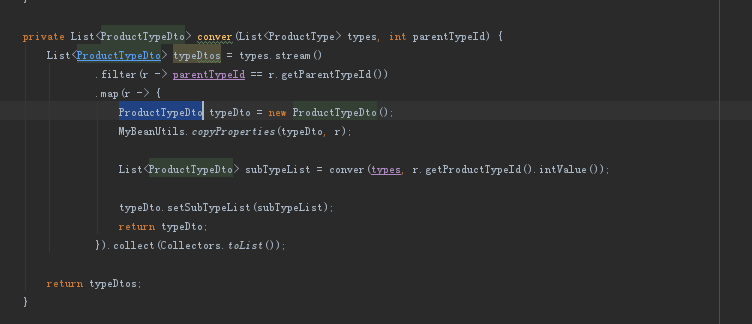 }
private List<ProductTypeDto> conver(List<ProductType> types, int parentTypeId) {
List<ProductTypeDto> typeDtos = types.stream()
.filter(r -> parentTypeId == r.getParentTypeId())
.map(r -> {
ProductTypeDto typeDto = new ProductTypeDto();
MyBeanUtils.copyProperties(typeDto, r);
List<ProductTypeDto> subTypeList = conver(types, r.getProductTypeId().intValue());
typeDto.setSubTypeList(subTypeList);
return typeDto;
}).collect(Collectors.toList());
return typeDtos;
}